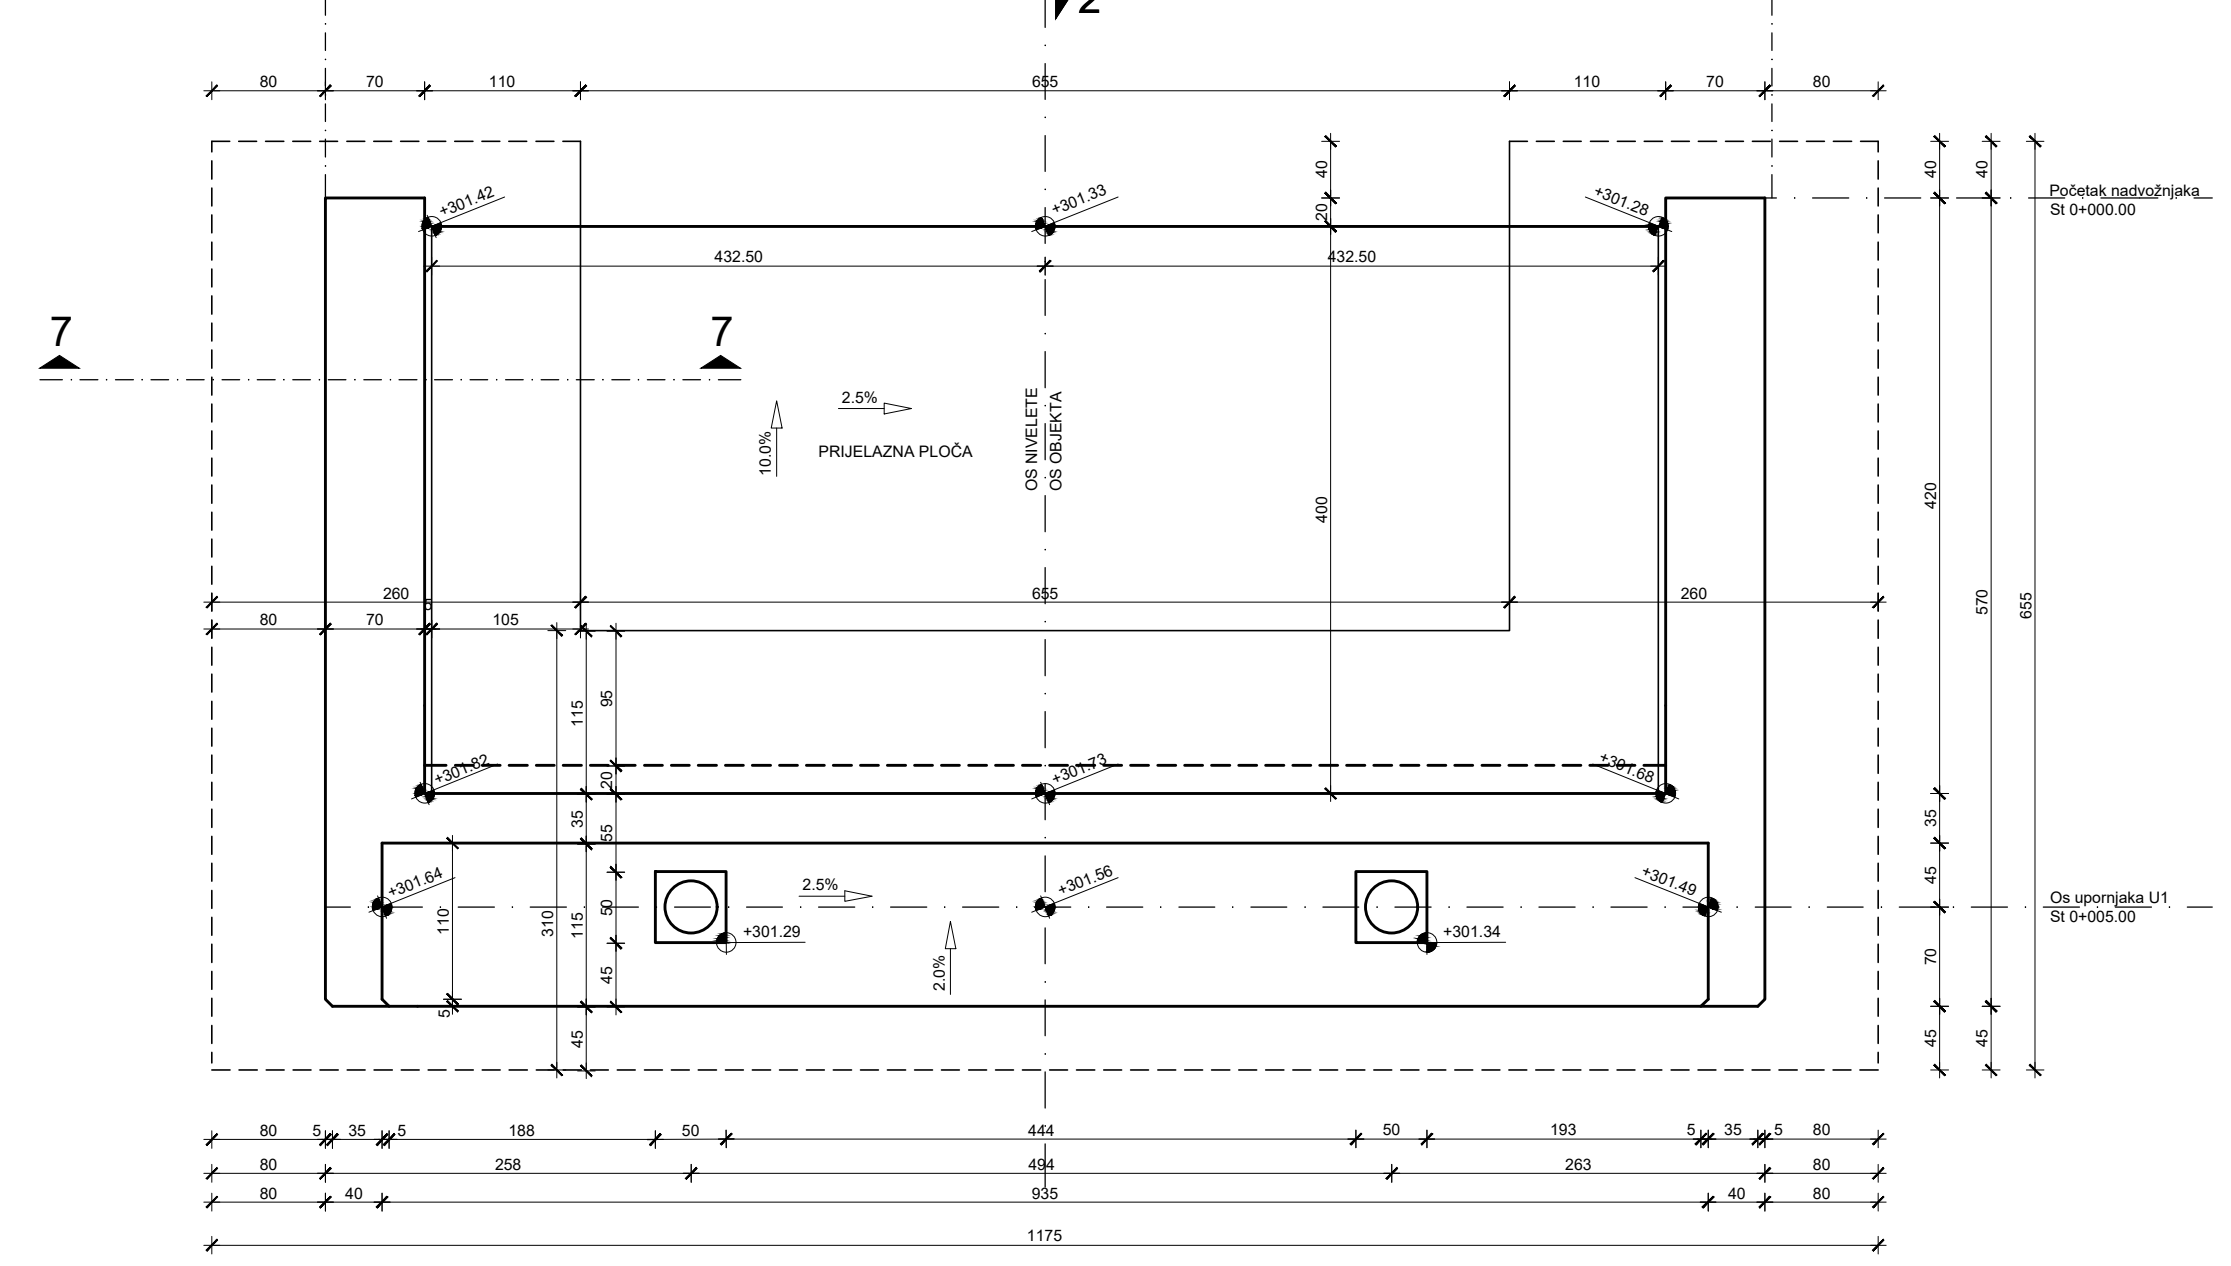 2
80 70 110 655 110 70 80
40 40 40
Početak nadvožnjaka
St 0+000.00
+301.42 +301.33 +301.28
20
432.50 432.50
7 7
2.5%
10.0%
PRIJELAZNA PLOČA
OS NIVELETE
OS OBJEKTA
400 420
260 655 260
570 655
80 70 5 105
115 95
+301.82 +301.73 +301.68
20
35 55 35
+301.64 +301.56 +301.49
2.5%
45
Os upornjaka U1
St 0+005.00
110 310 115 50
+301.29 +301.34
2.0%
45 70
5
45 45 45
80 5 35 5 188 50 444 50 193 5 35 5 80
80 258 494 263 80
80 40 935 40 80
1175